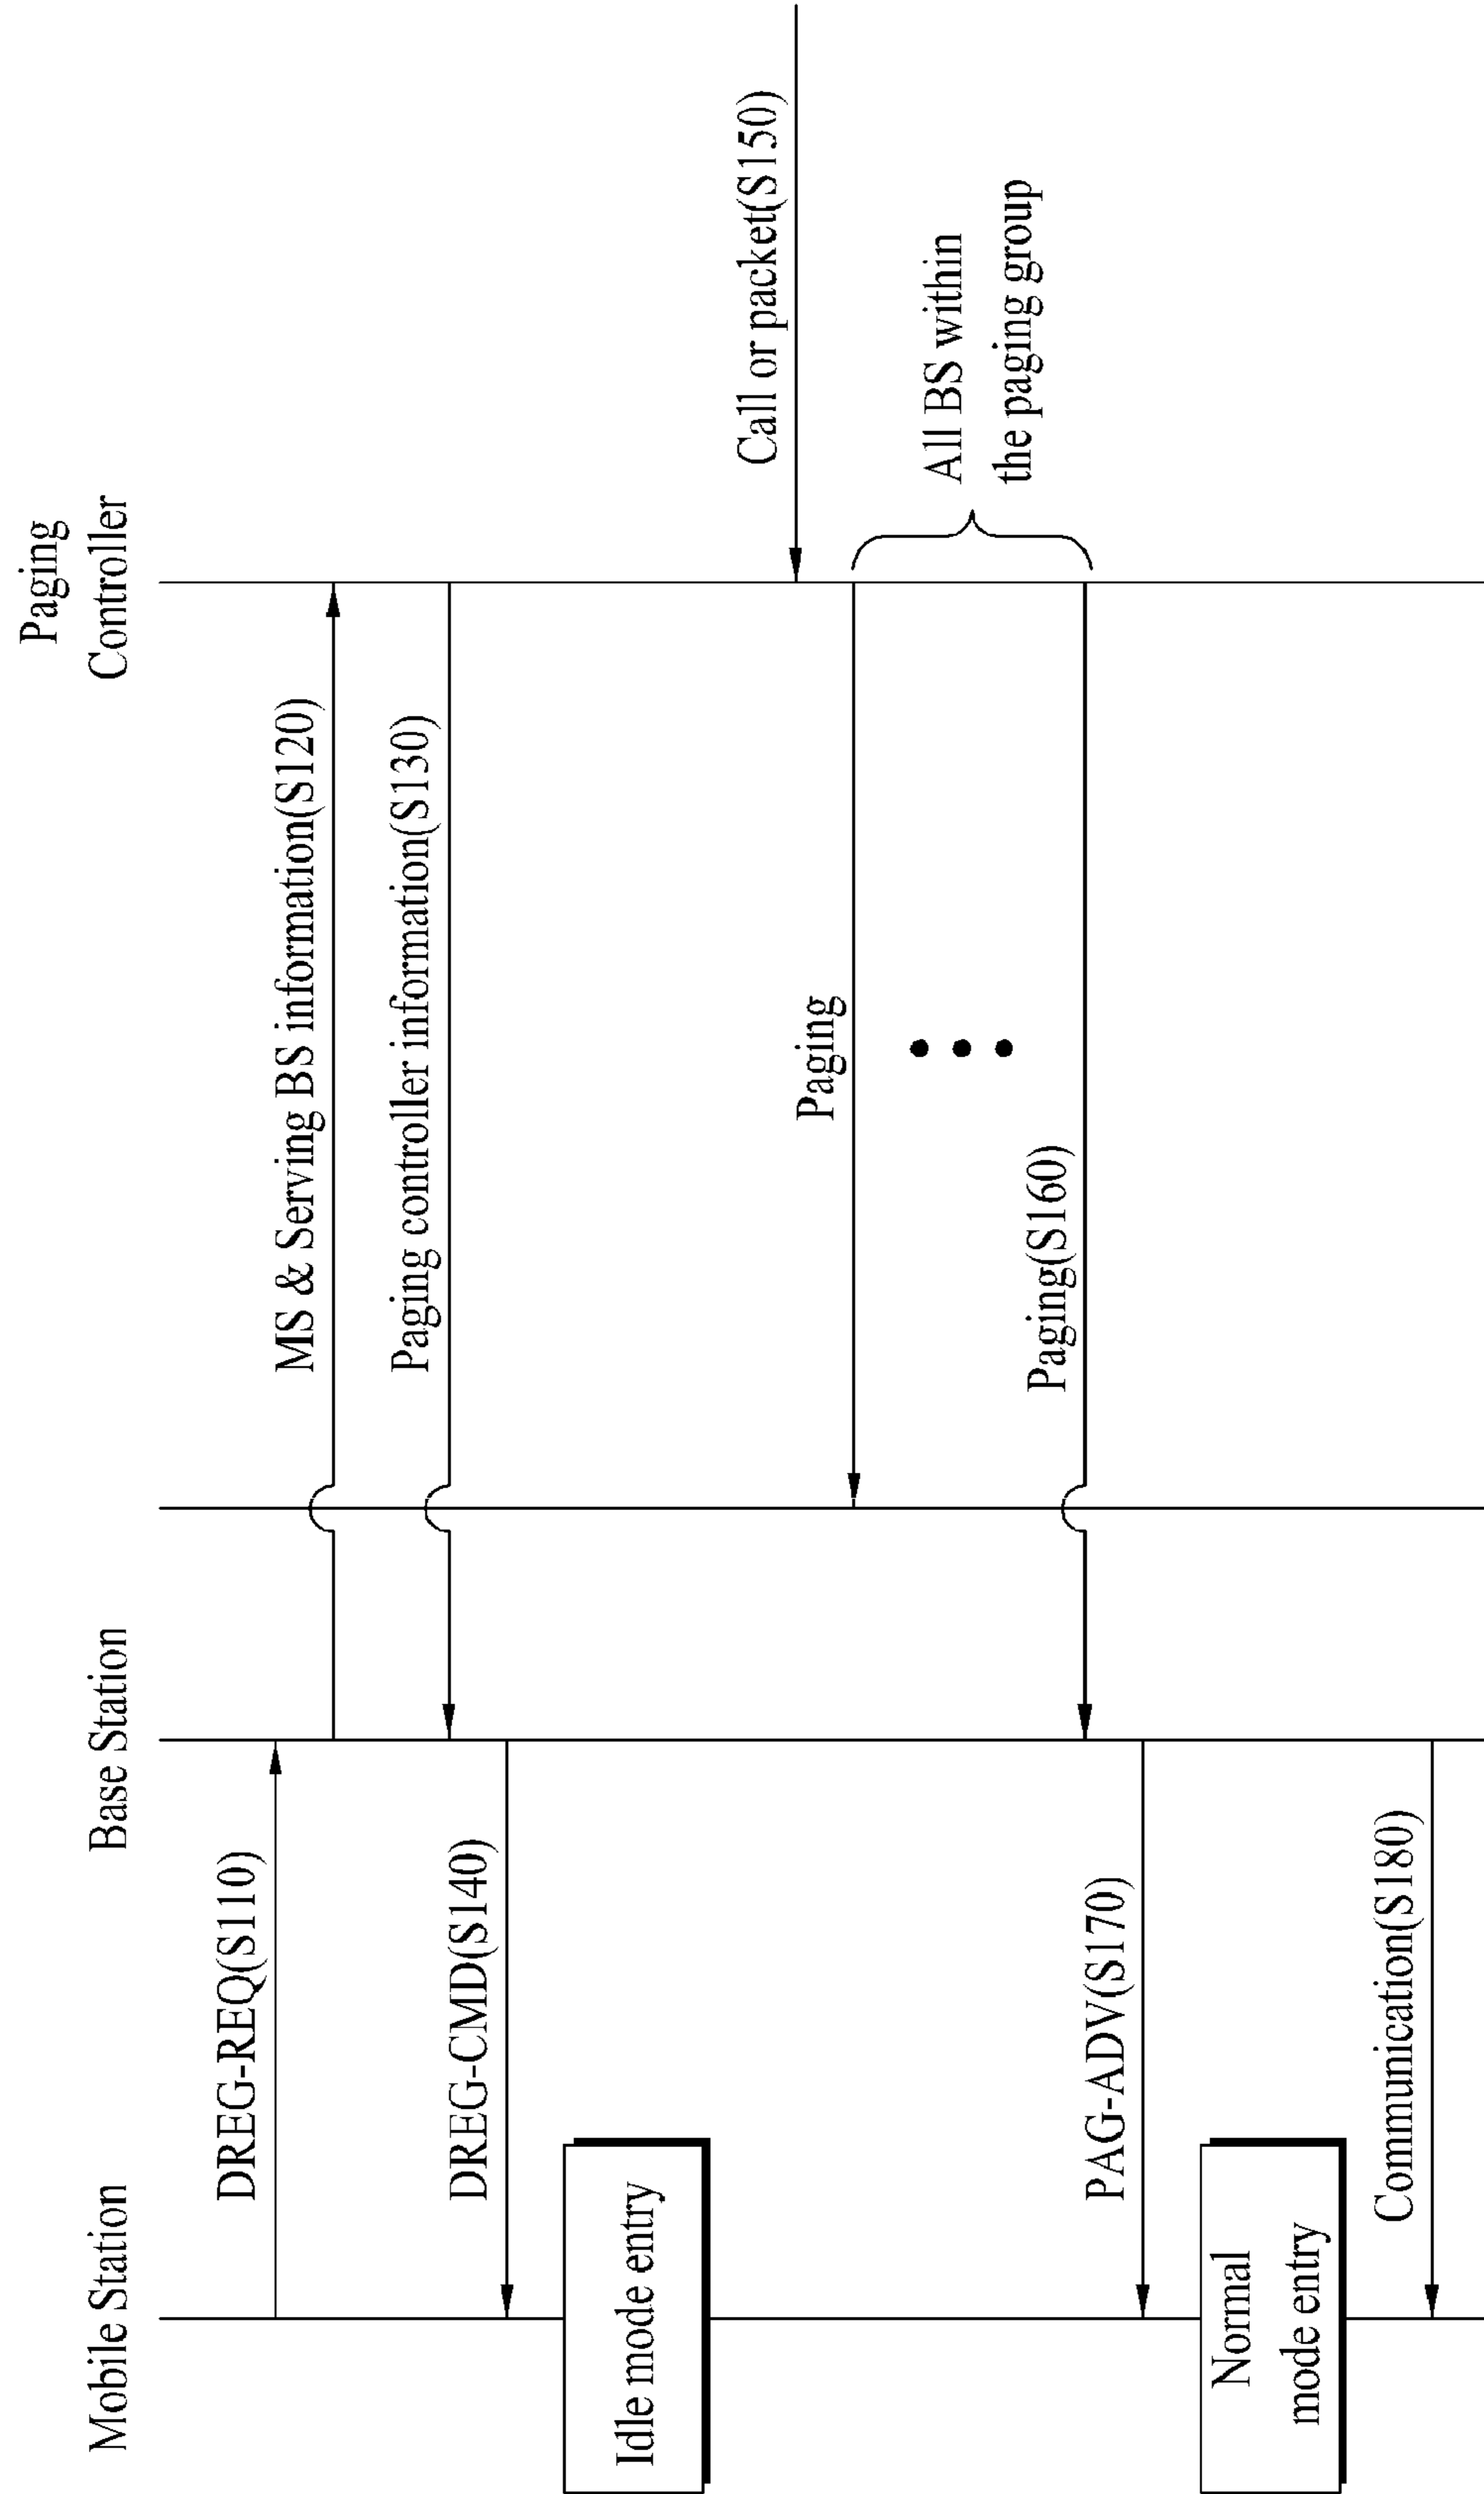 Mobile Station
Base Station
Paging
Controller
DREG-REQ(S110)
MS & Serving BS information(S120)
Paging controller information(S130)
DREG-CMD(S140)
Idle mode entry
Call or packet(S150)
Paging
All BS within
the paging group
Paging(S160)
PAG-ADV(S170)
Normal
mode entry
Communication(S180)